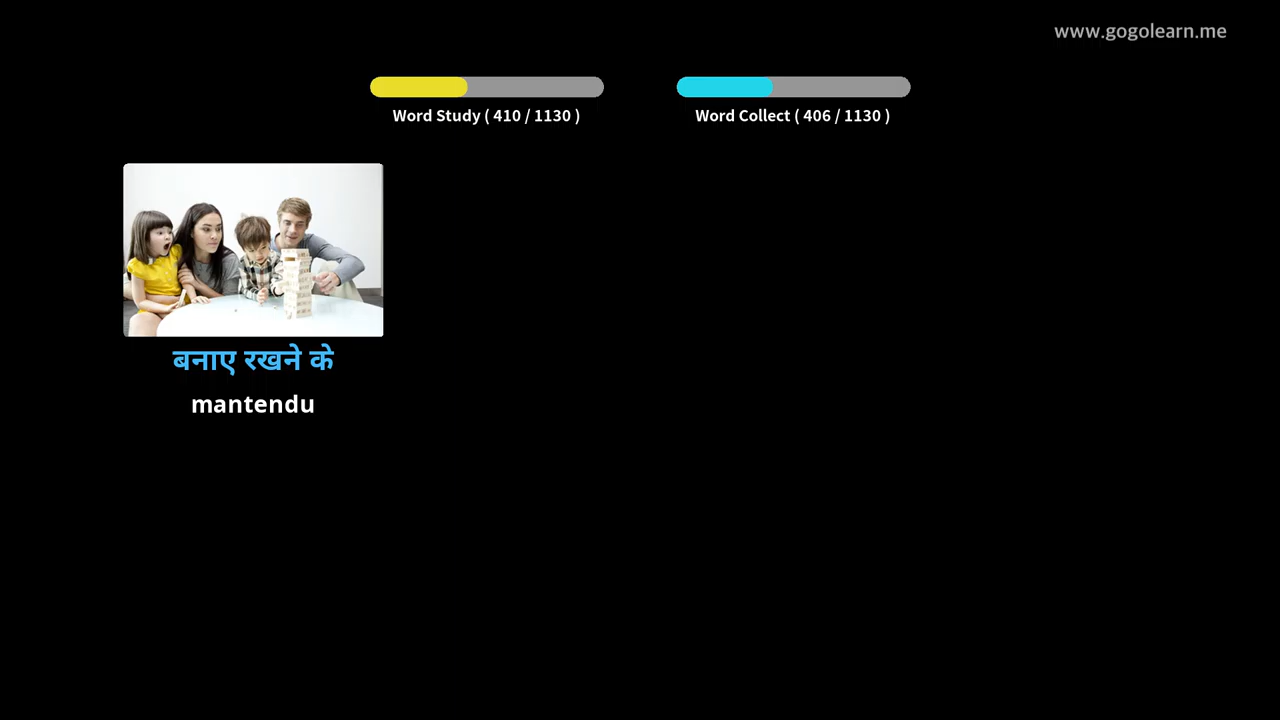 www.gogolearn.me
Word Study ( 410 / 1130 )
Word Collect ( 406 / 1130 )
बनाए रखने के
mantendu